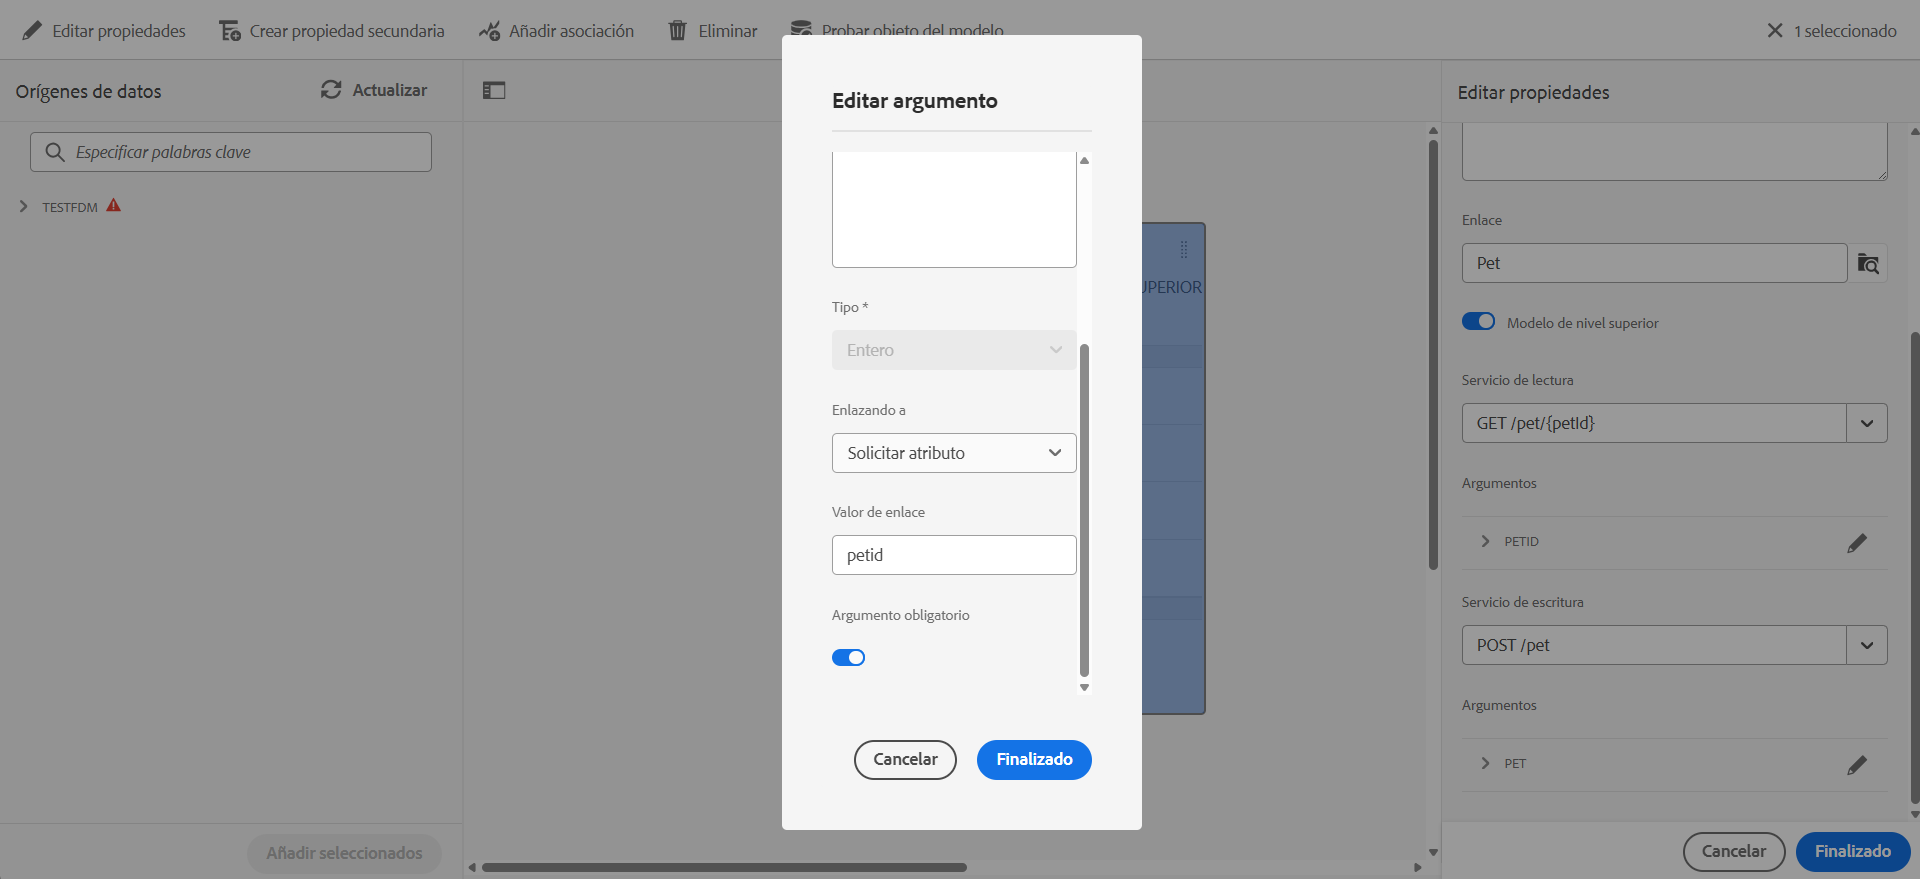 Editar propiedades
Crear propiedad secundaria
Añadir asociación
Eliminar
Probar objeto del modelo
1 seleccionado
Orígenes de datos
Actualizar
Especificar palabras clave
TESTFDM
Añadir seleccionados
UPERIOR
Editar argumento
Tipo *
Entero
Enlazando a
Solicitar atributo
Valor de enlace
petid
Argumento obligatorio
Cancelar
Finalizado
Editar propiedades
Enlace
Pet
Modelo de nivel superior
Servicio de lectura
GET /pet/{petId}
Argumentos
PETID
Servicio de escritura
POST /pet
Argumentos
PET
Cancelar
Finalizado